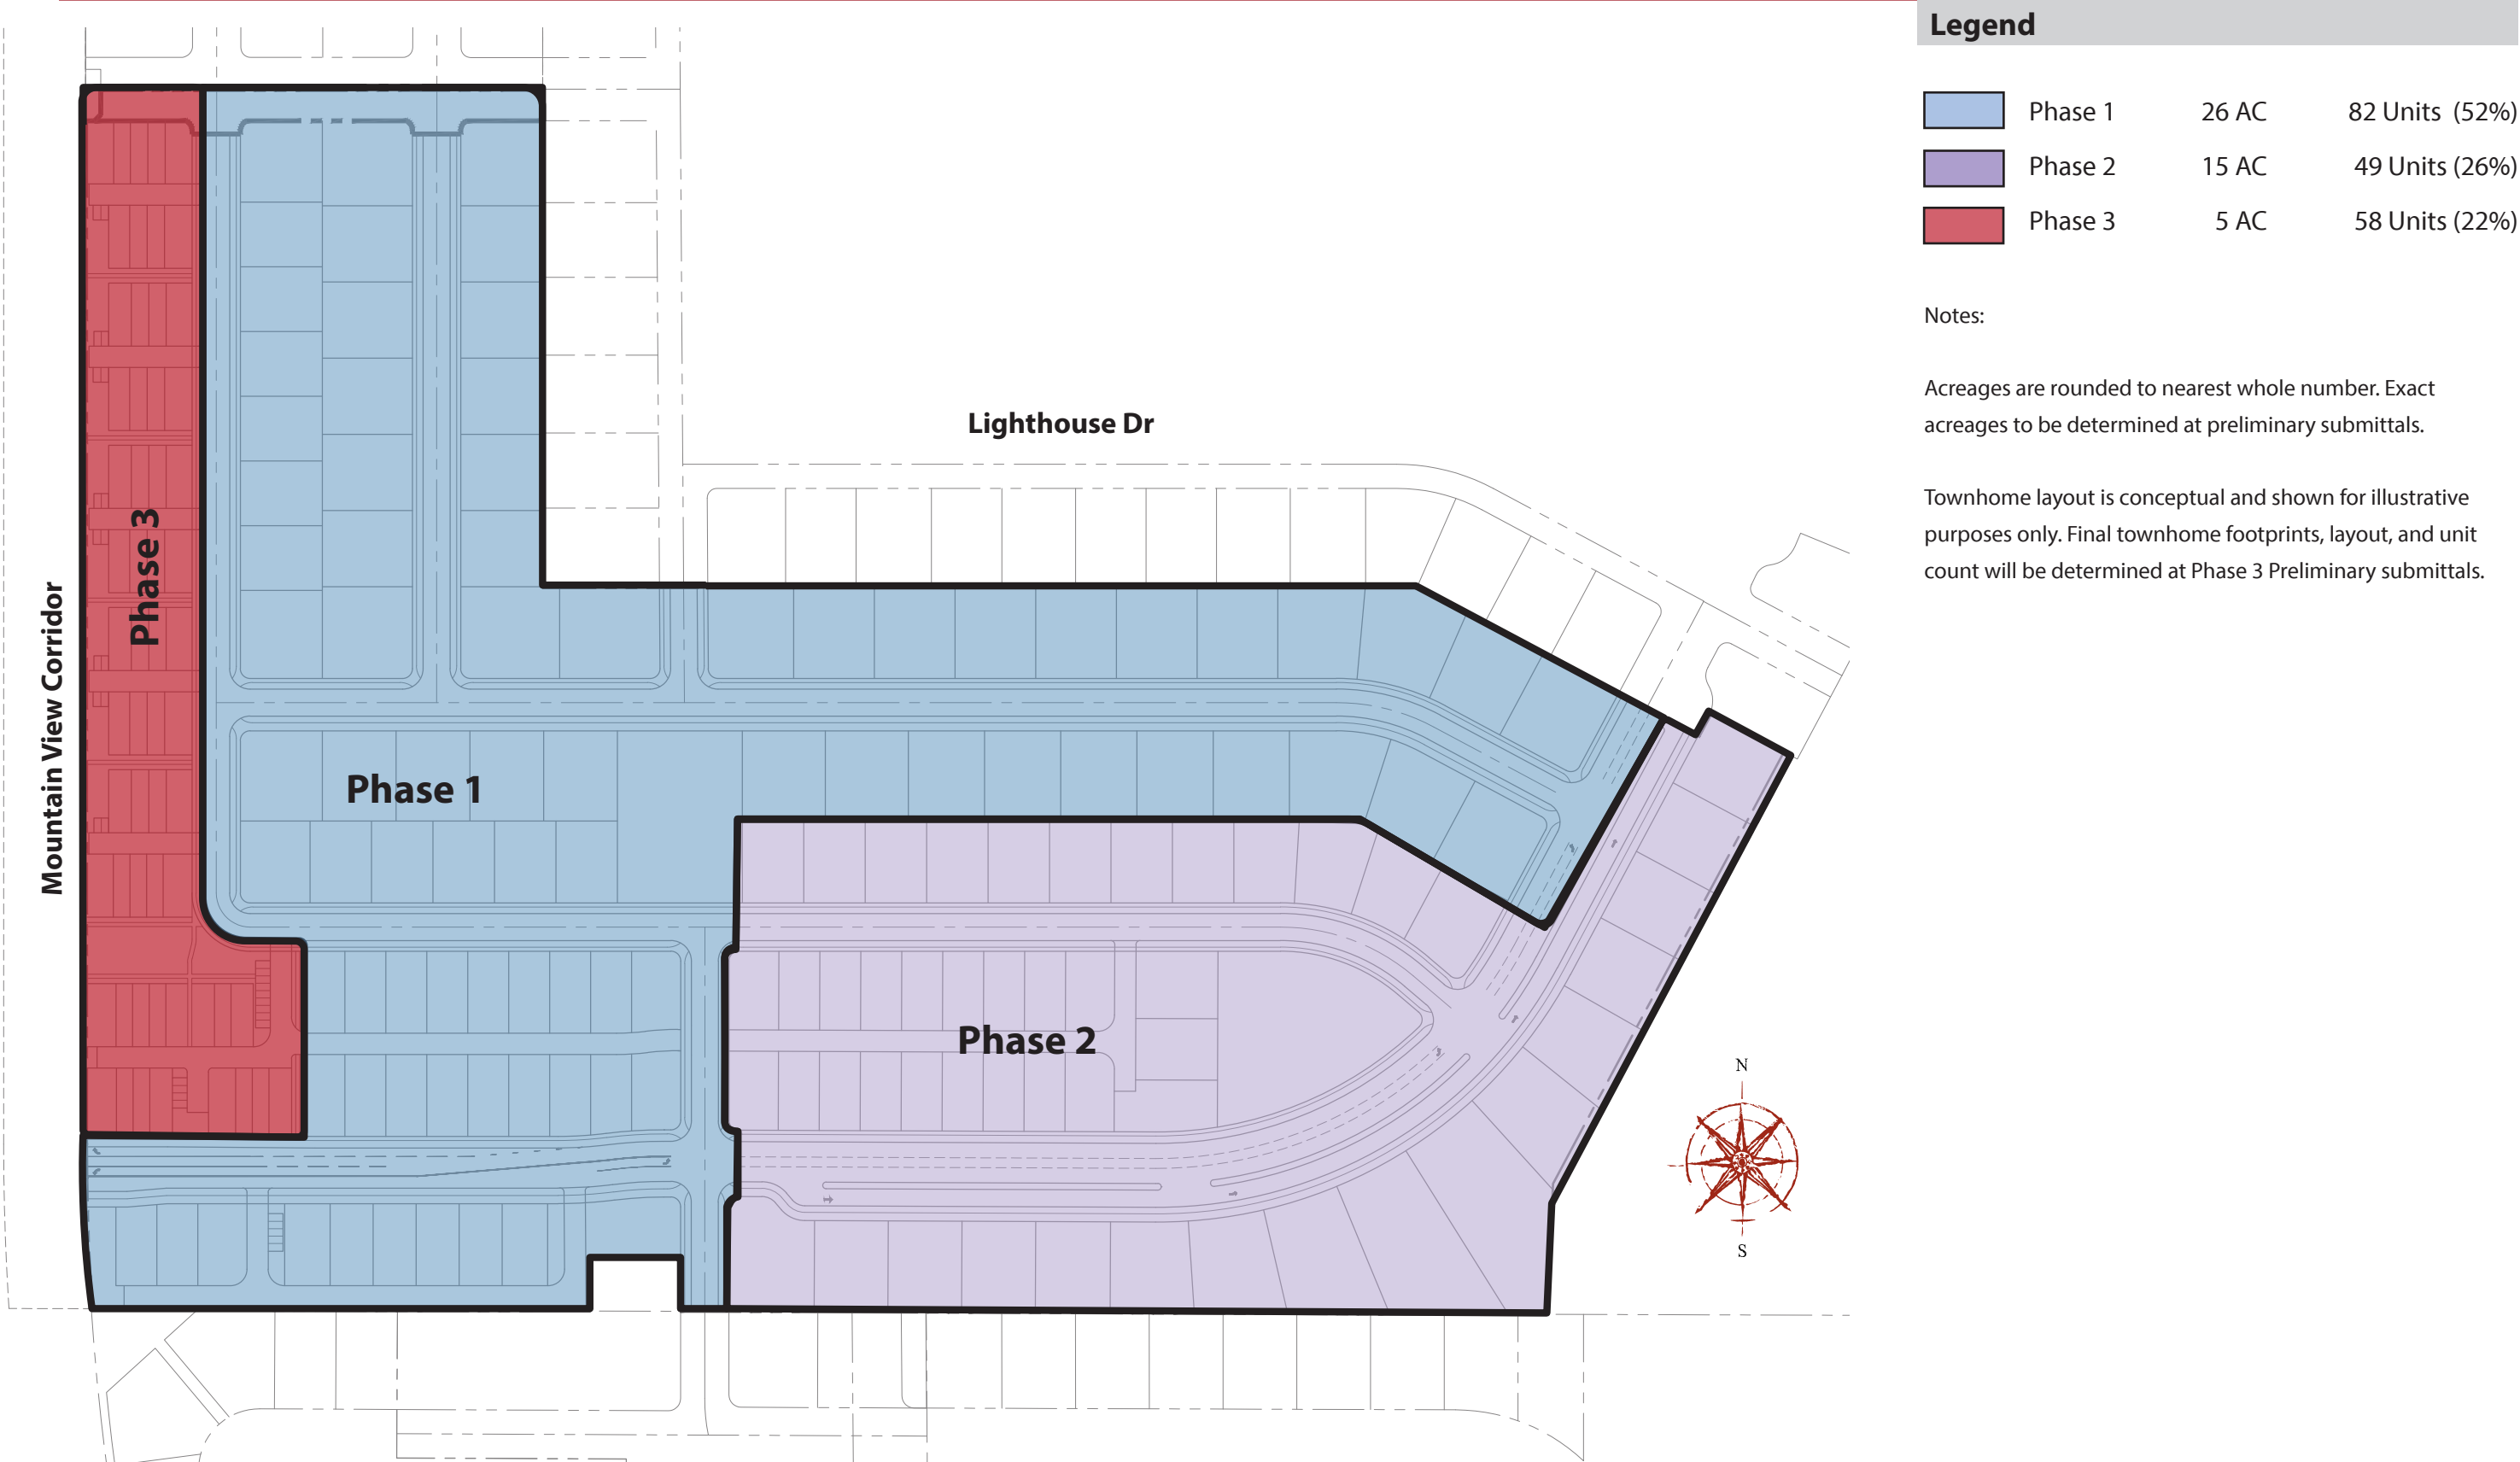 Legend
Phase 1 26 AC 82 Units (52%)
Phase 2 15 AC 49 Units (26%)
Phase 3 5 AC 58 Units (22%)
Notes:
Acreages are rounded to nearest whole number. Exact
acreages to be determined at preliminary submittals.
Townhome layout is conceptual and shown for illustrative
purposes only. Final townhome footprints, layout, and unit
count will be determined at Phase 3 Preliminary submittals.
Lighthouse Dr
Mountain View Corridor
Phase 3
Phase 1
Phase 2
N
S